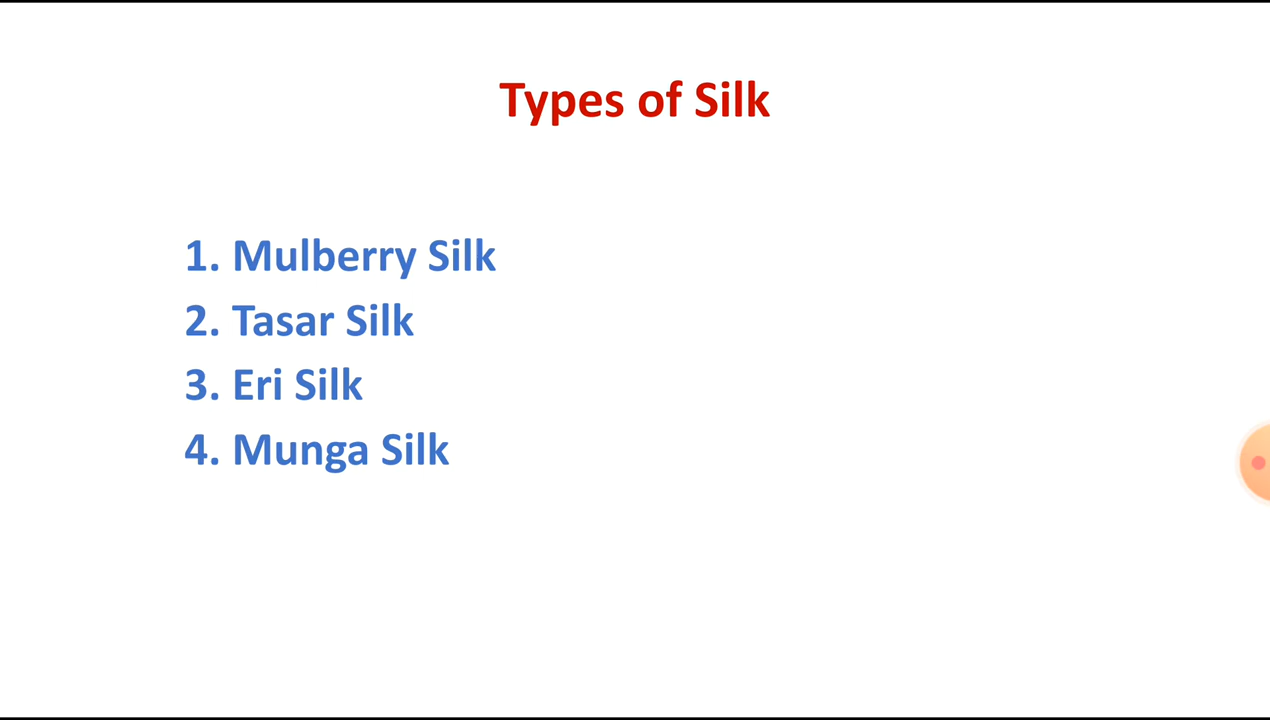 Types of Silk
1. Mulberry Silk
2. Tasar Silk
3. Eri Silk
4. Munga Silk